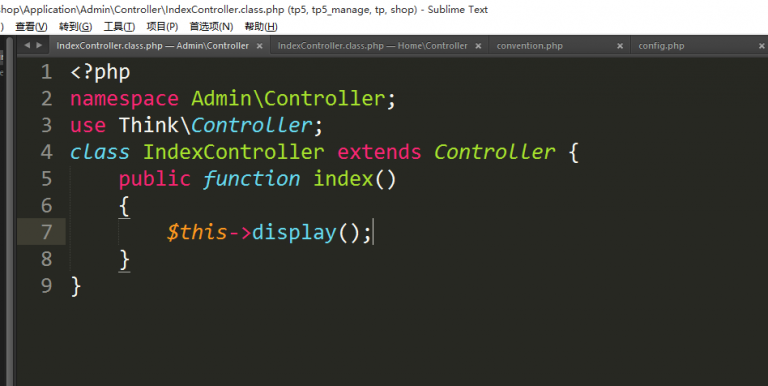 shop\Application\Admin\Controller\IndexController.class.php (tp5, tp5_manage, tp, shop) - Sublime Text
) 查看(V) 转到(G) 工具(T) 项目(P) 首选项(N) 帮助(H)
IndexController.class.php — Admin\Controller × IndexController.class.php — Home\Controller × convention.php × config.php ×
1 <?php
2 namespace Admin\Controller;
3 use Think\Controller;
4 class IndexController extends Controller {
5 public function index()
6 {
7 $this->display();
8 }
9 }